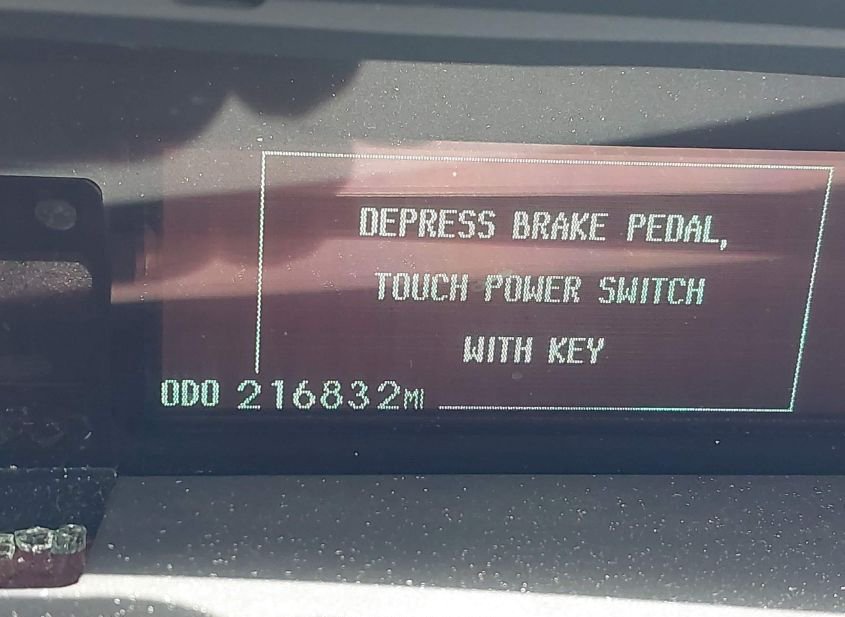 DEPRESS BRAKE PEDAL,
TOUCH POWER SWITCH
WITH KEY
ODO 216832MI